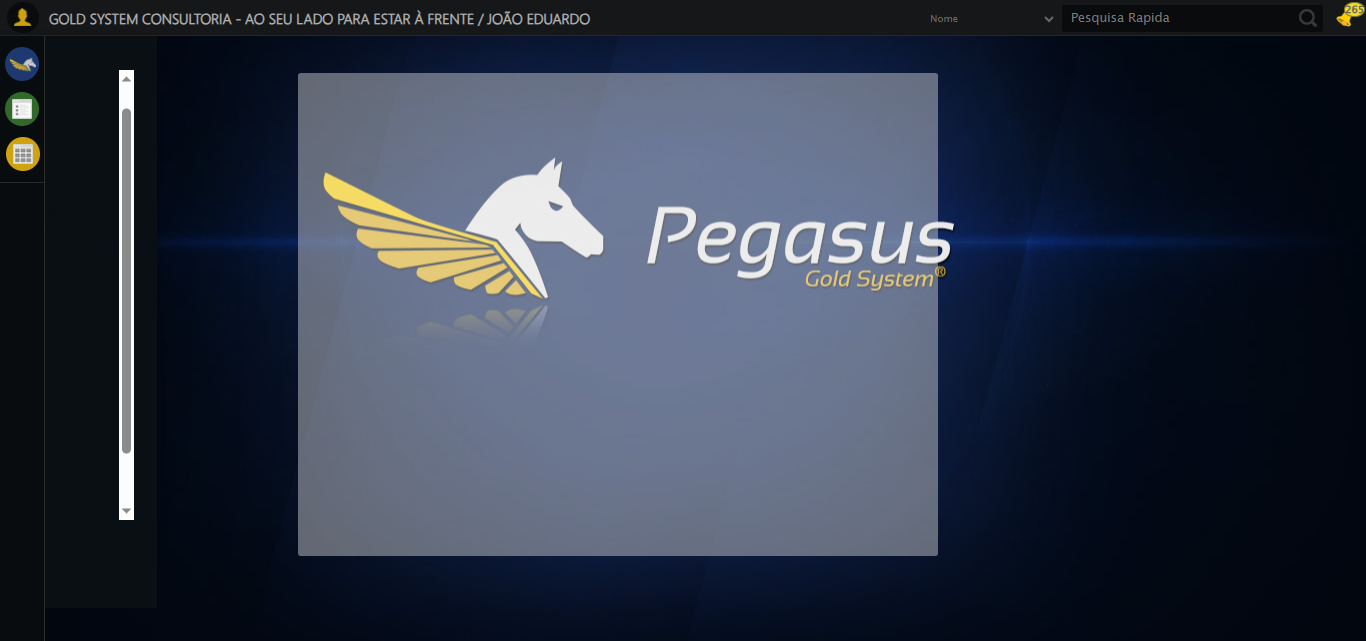 GOLD SYSTEM CONSULTORIA - AO SEU LADO PARA ESTAR À FRENTE / JOÃO EDUARDO
Nome
Pesquisa Rapida
265
Pegasus
Gold System®